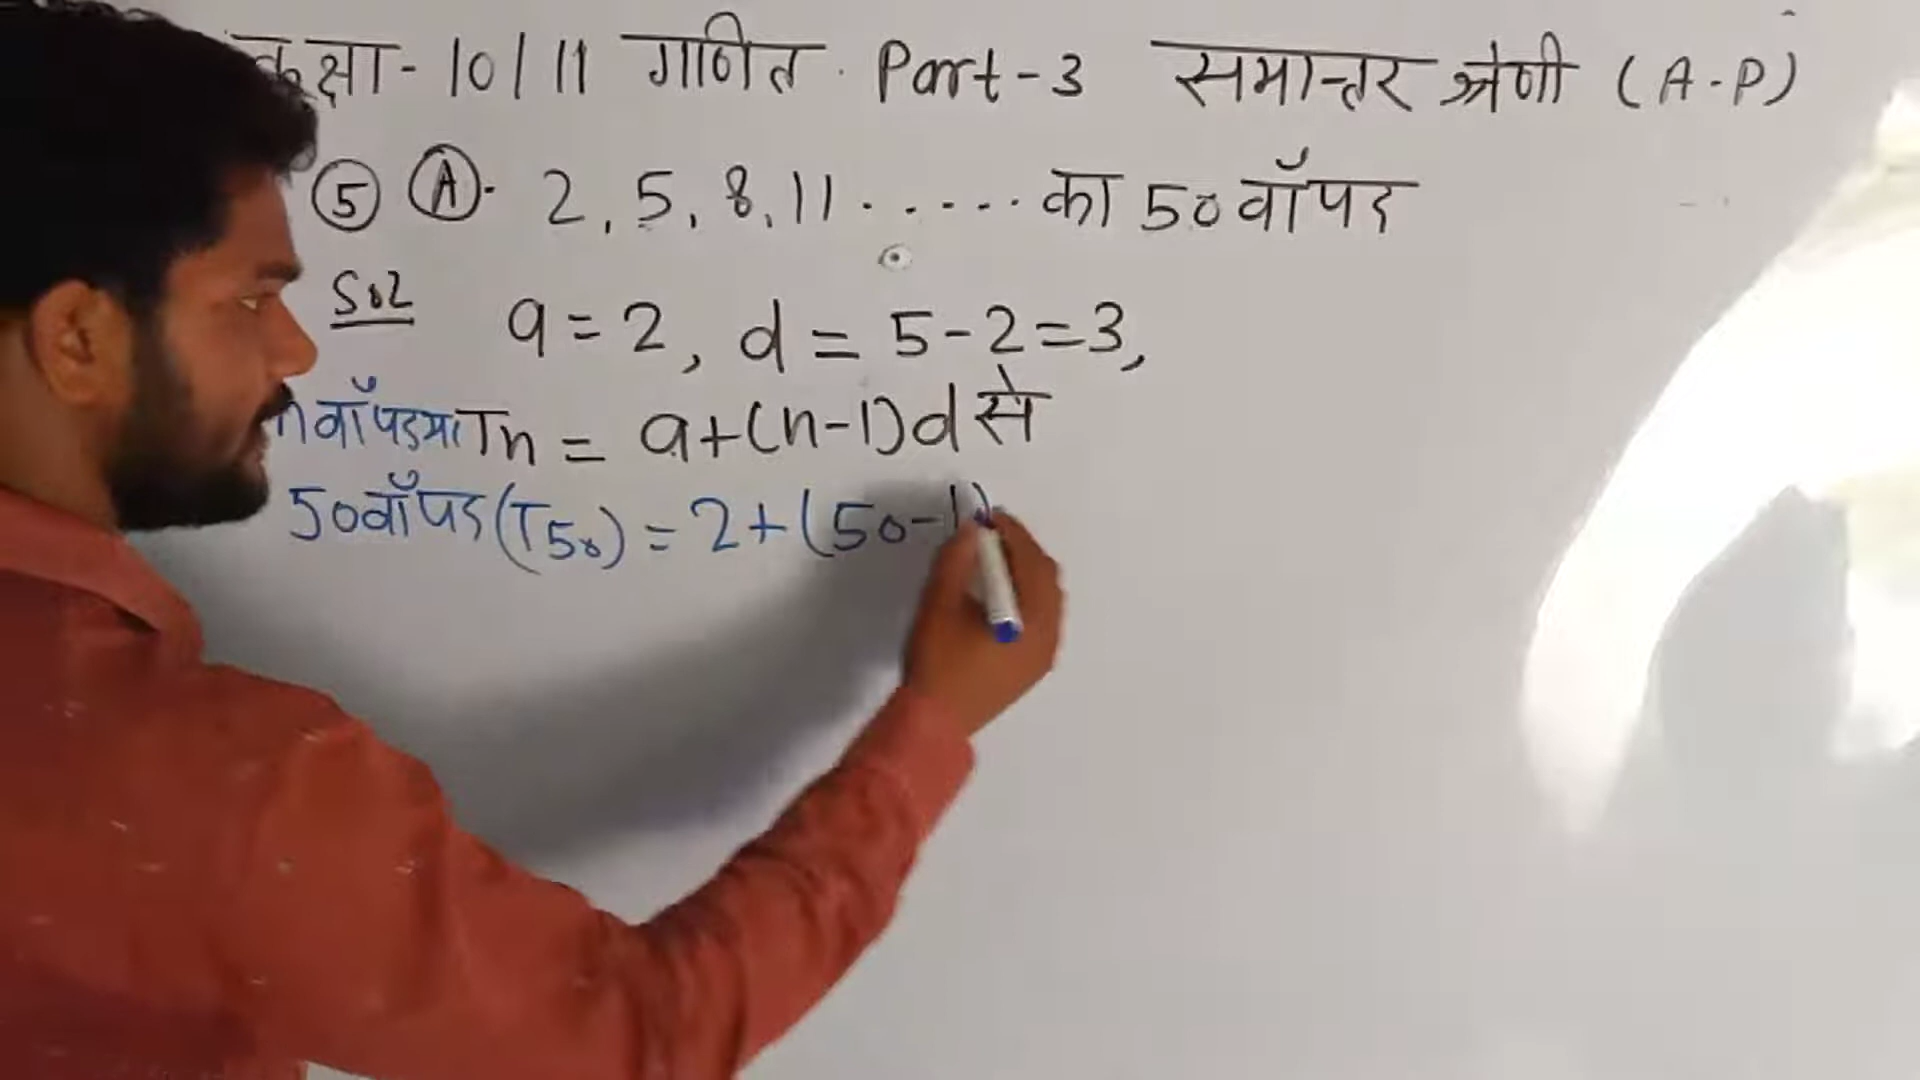 कक्षा- 10/11 गणित. Part-3 समान्तर श्रेणी (A-P)
⑤ Ⓐ. 2, 5, 8, 11 ........ का 50 वाँ पद
Sol a = 2, d = 5-2=3,
n वाँ पद Tn = a+(n-1)d से
50वाँ पद (T50) = 2+(50-1)